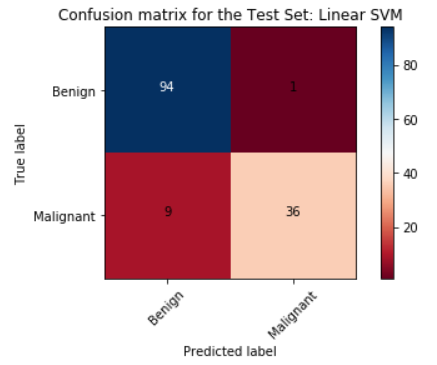 Confusion matrix for the Test Set: Linear SVM
True label
Benign
94
1
Malignant
9
36
Benign
Malignant
Predicted label
80
60
40
20